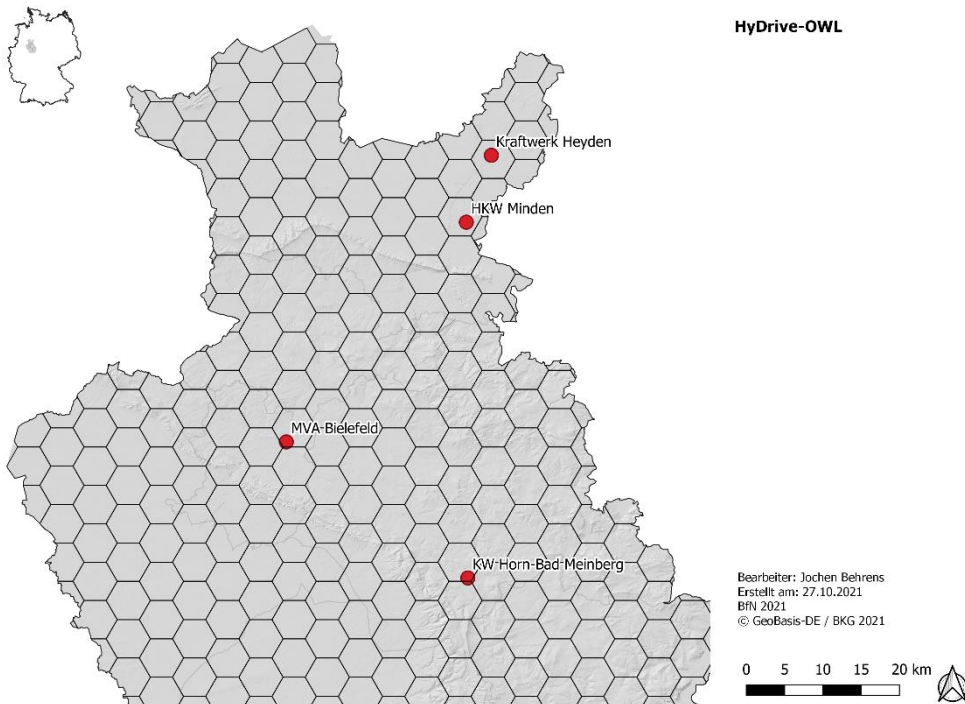 HyDrive-OWL
Kraftwerk Heyden
HKW Minden
MVA-Bielefeld
KW-Horn-Bad Meinberg
Bearbeiter: Jochen Behrens
Erstellt am: 27.10.2021
BfN 2021
© GeoBasis-DE / BKG 2021
0 5 10 15 20 km